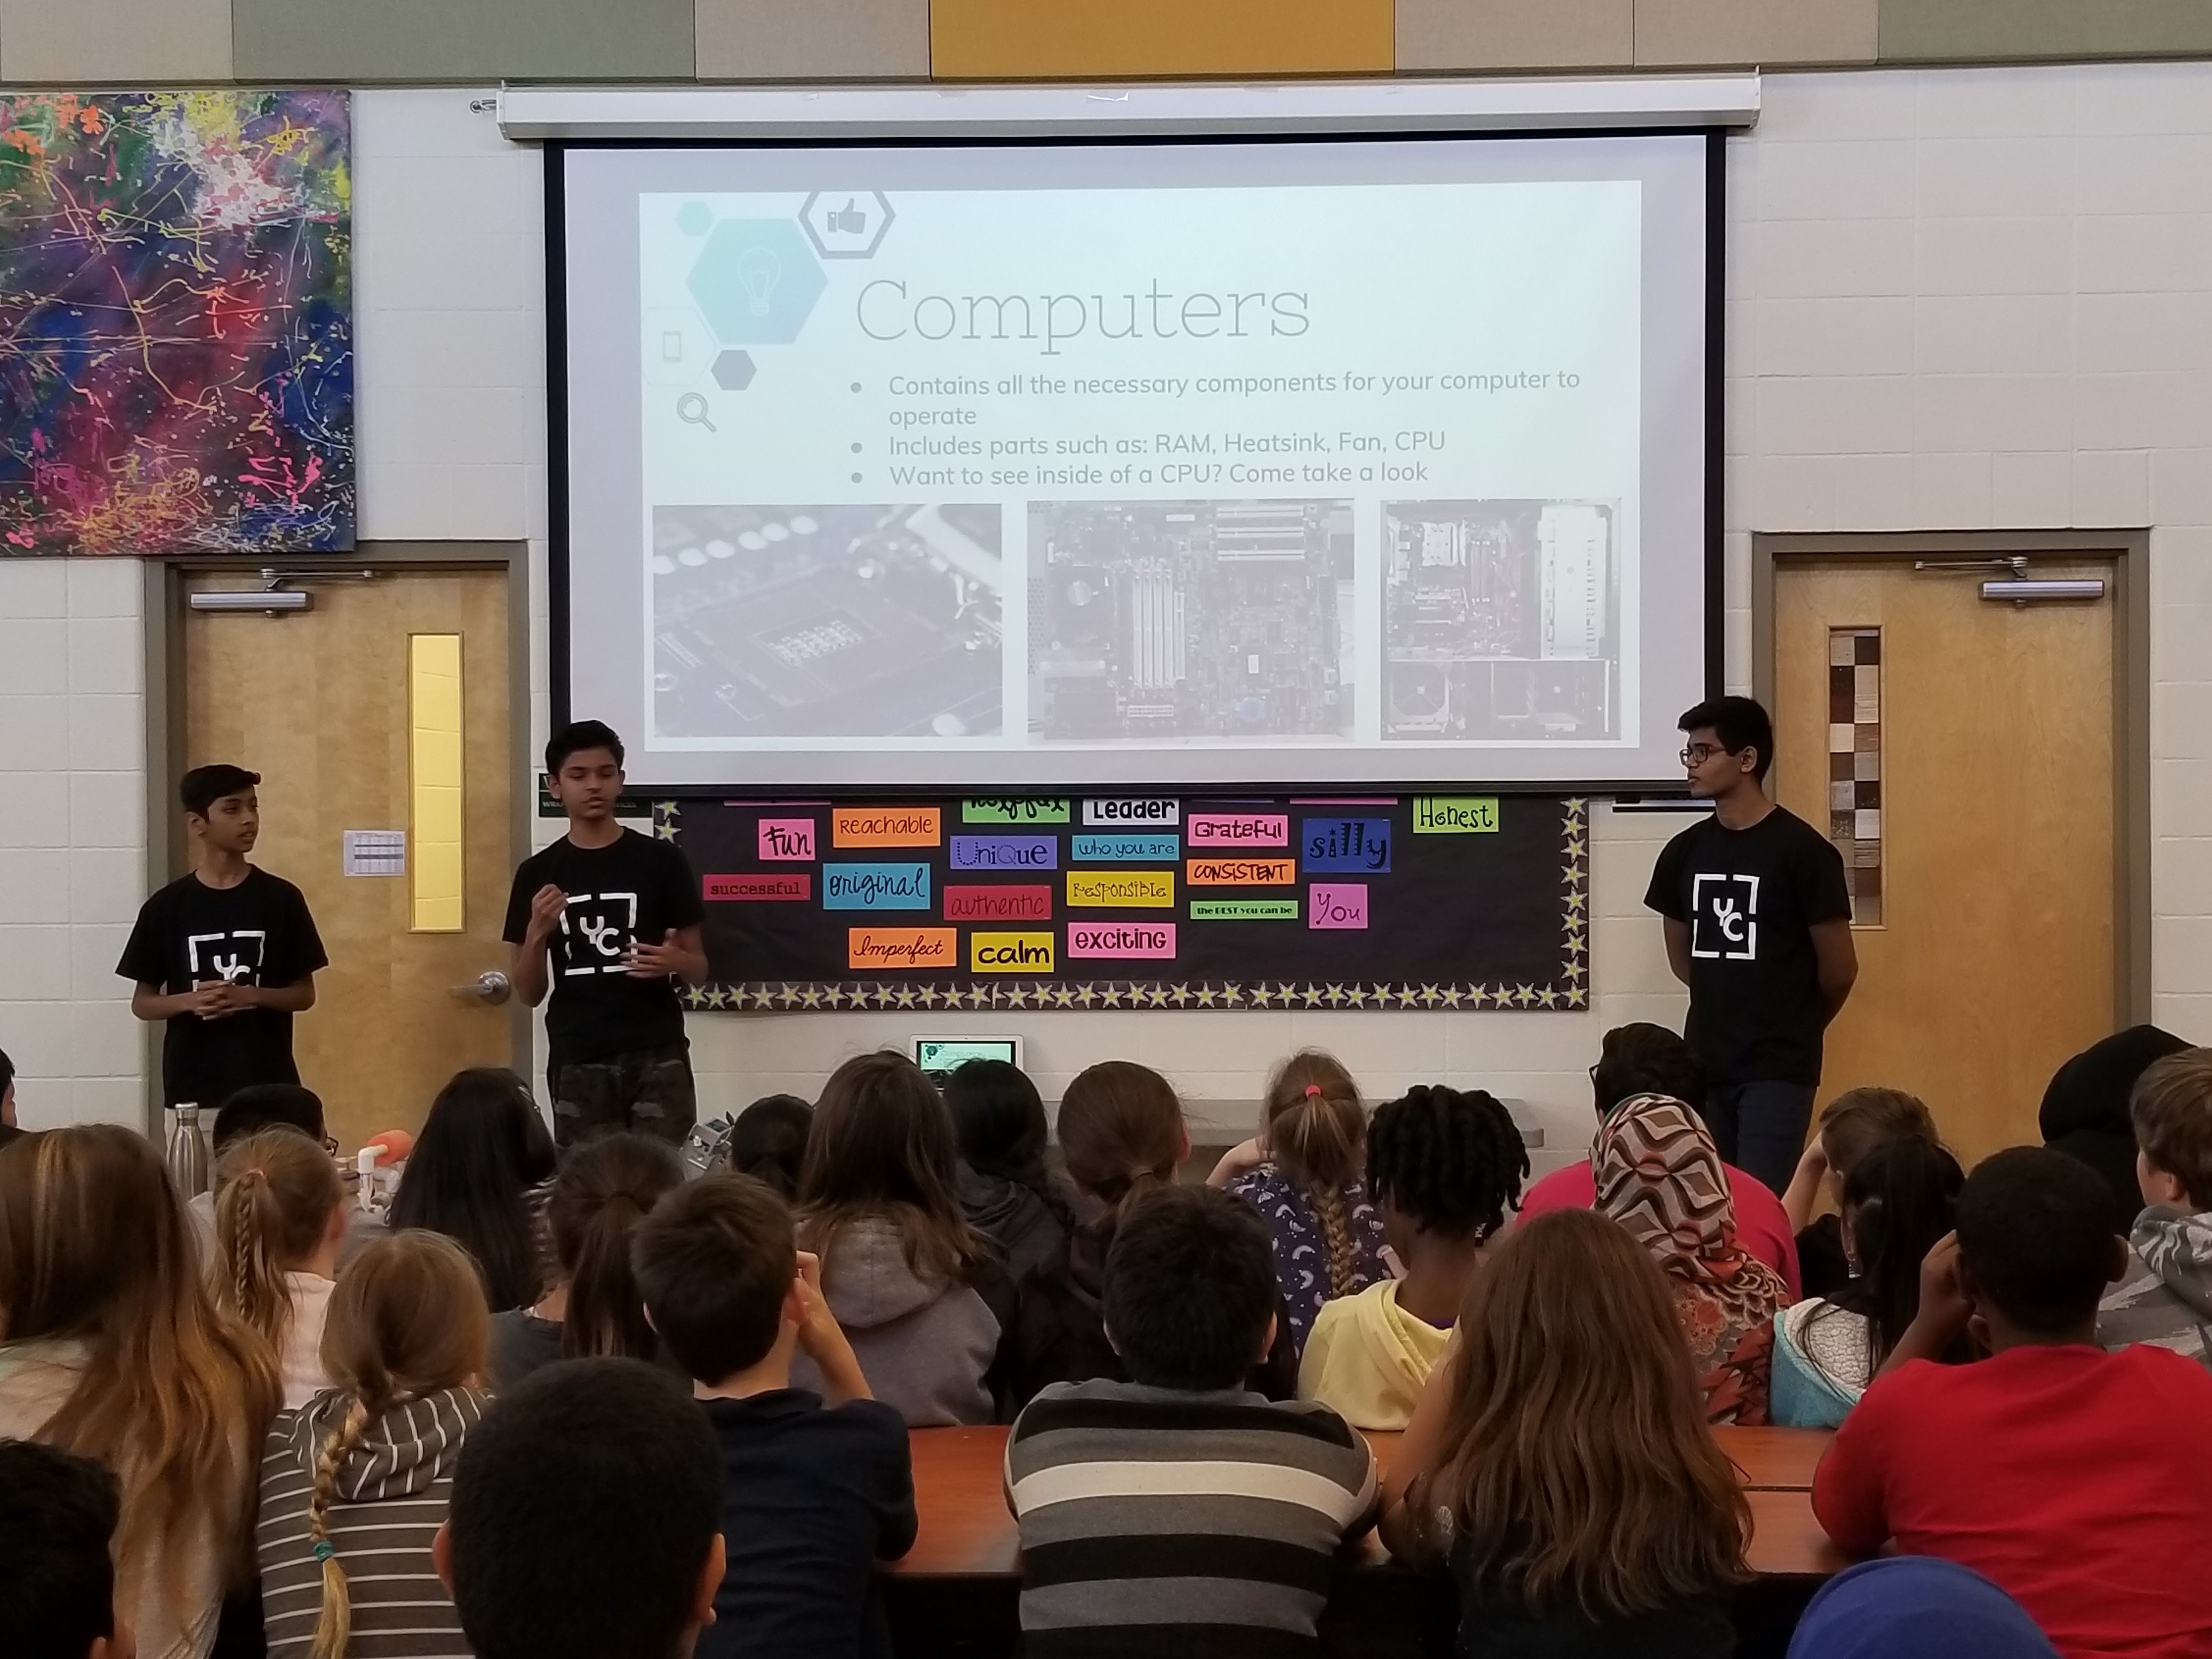 Computers
Contains all the necessary components for your computer to
operate
Includes parts such as: RAM, Heatsink, Fan, CPU
Want to see inside of a CPU? Come take a look
Leader
Honest
Fun
Reachable
Grateful
silly
UNiQuE
who you are
successful
original
CONSISTENT
authentic
Responsible
the BEST you can be
You
Imperfect
calm
exciting
YC
YC
YC